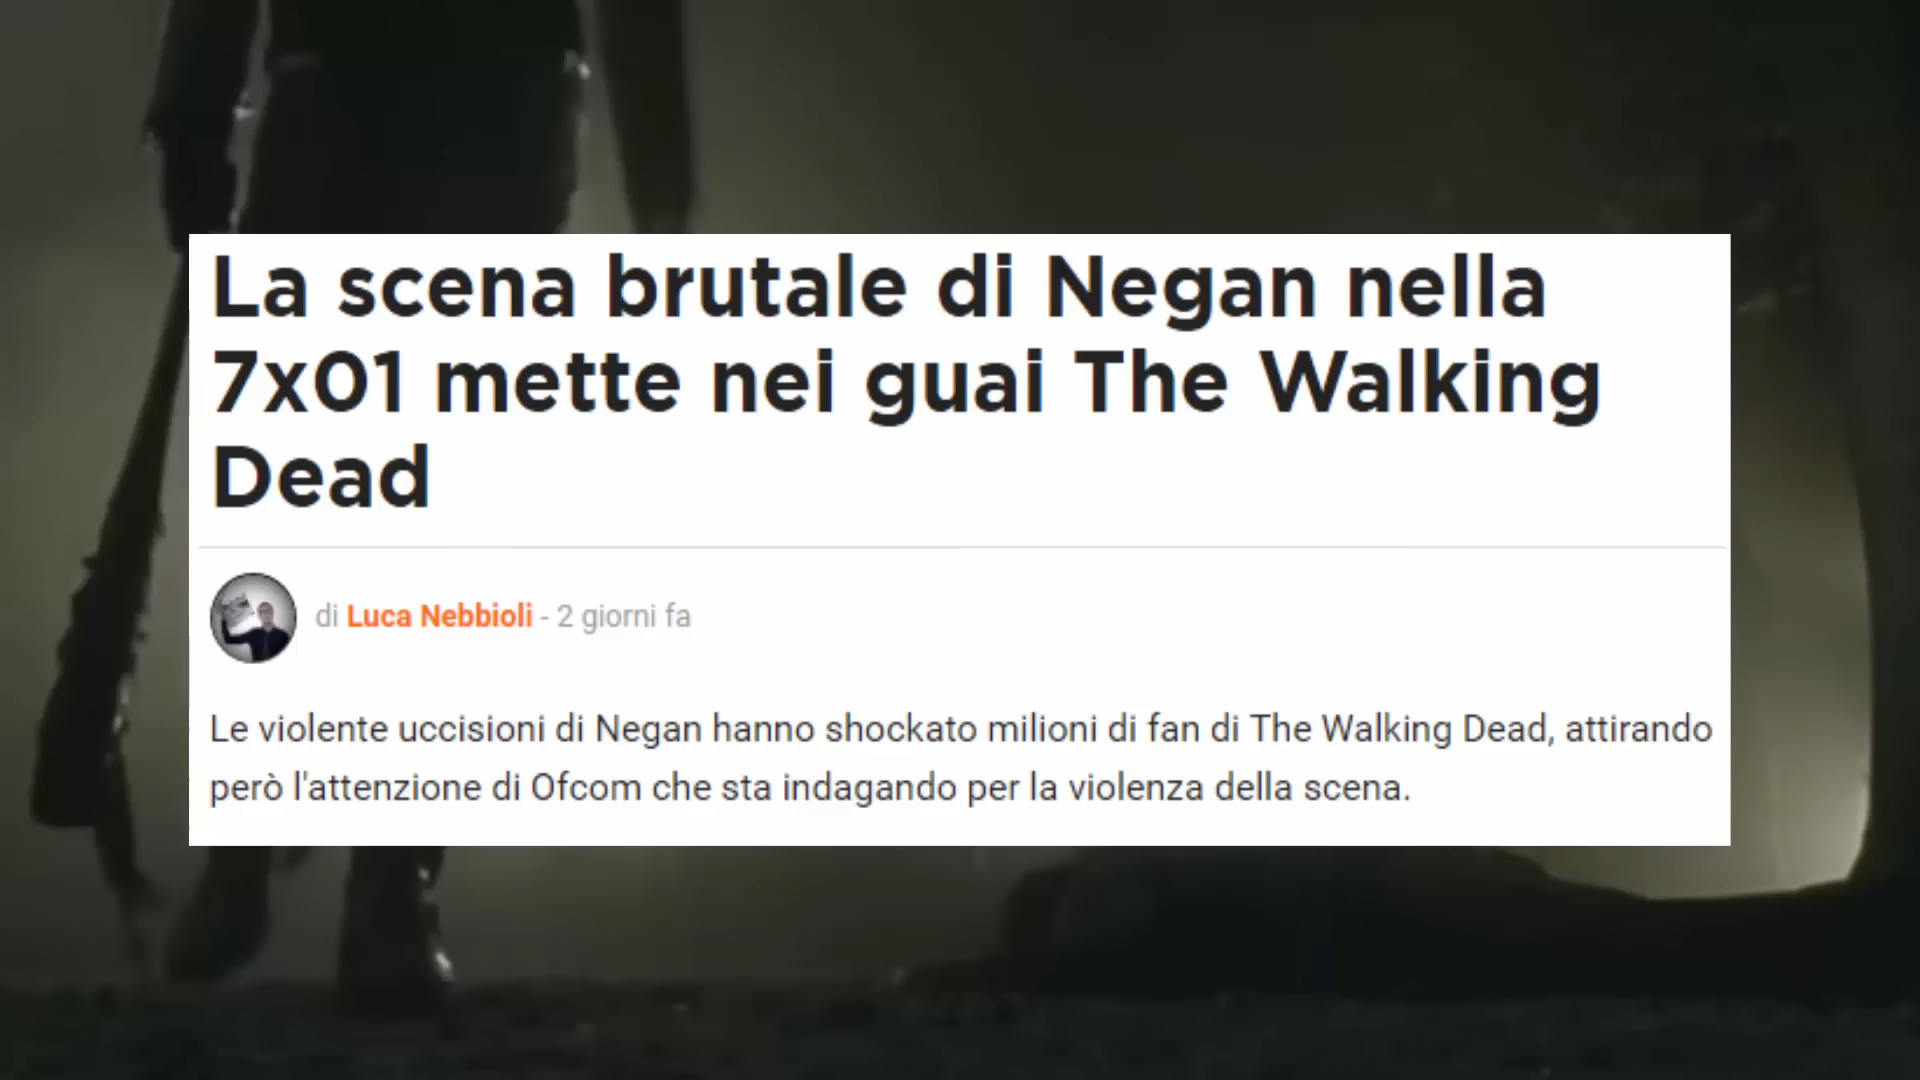 La scena brutale di Negan nella
7x01 mette nei guai The Walking
Dead
di Luca Nebbioli - 2 giorni fa
Le violente uccisioni di Negan hanno shockato milioni di fan di The Walking Dead, attirando
però l'attenzione di Ofcom che sta indagando per la violenza della scena.